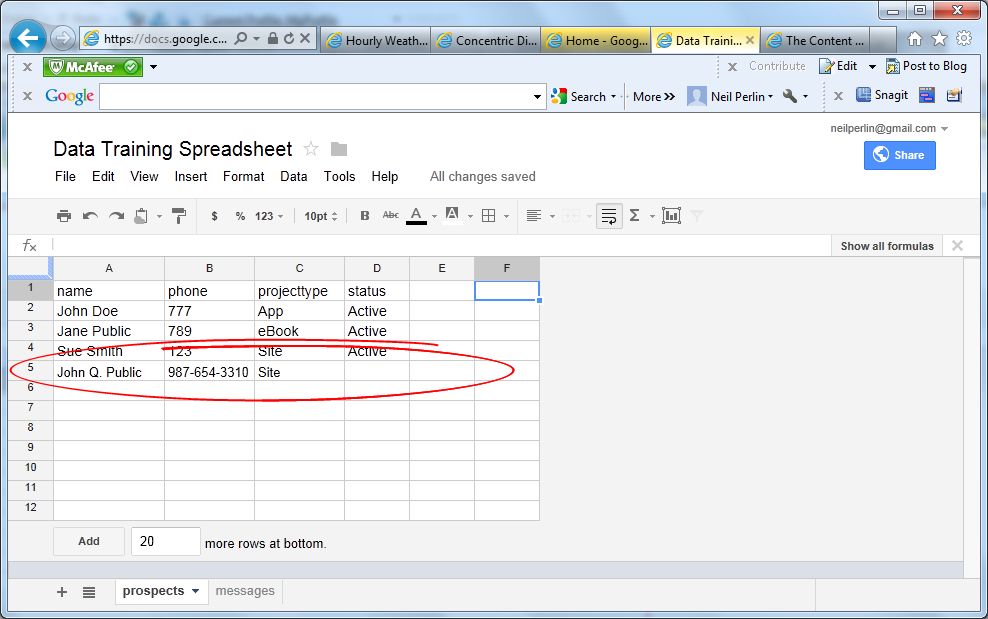 https://docs.google.c... Hourly Weath... Concentric Di... Home - Goog... Data Traini... The Content ...
McAfee Contribute Edit Post to Blog
Google Search More >> Neil Perlin Snagit
neilperlin@gmail.com
Data Training Spreadsheet
Share
File Edit View Insert Format Data Tools Help All changes saved
$ % 123 10pt B Abc A A Σ
fx Show all formulas
A B C D E F
1 name phone projecttype status
2 John Doe 777 App Active
3 Jane Public 789 eBook Active
4 Sue Smith 123 Site Active
5 John Q. Public 987-654-3310 Site
6
7
8
9
10
11
12
Add 20 more rows at bottom.
+ prospects messages